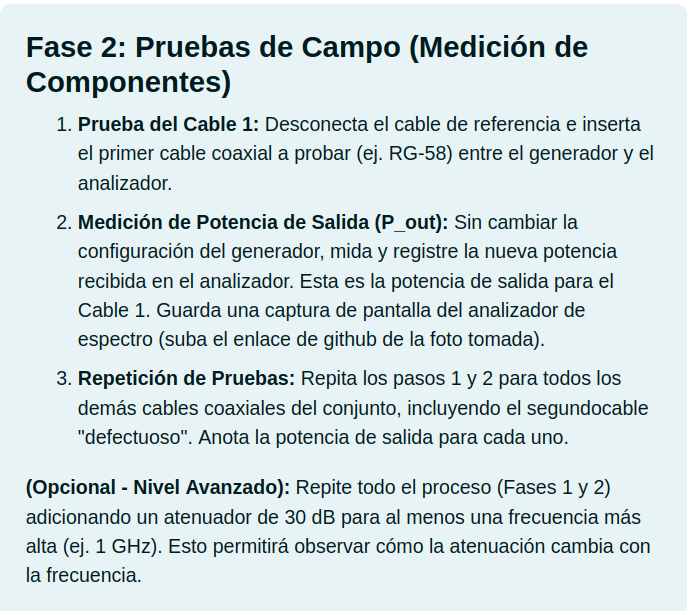 Fase 2: Pruebas de Campo (Medición de
Componentes)
1. Prueba del Cable 1: Desconecta el cable de referencia e inserta
el primer cable coaxial a probar (ej. RG-58) entre el generador y el
analizador.
2. Medición de Potencia de Salida (P_out): Sin cambiar la
configuración del generador, mida y registre la nueva potencia
recibida en el analizador. Esta es la potencia de salida para el
Cable 1. Guarda una captura de pantalla del analizador de
espectro (suba el enlace de github de la foto tomada).
3. Repetición de Pruebas: Repita los pasos 1 y 2 para todos los
demás cables coaxiales del conjunto, incluyendo el segundocable
"defectuoso". Anota la potencia de salida para cada uno.
(Opcional - Nivel Avanzado): Repite todo el proceso (Fases 1 y 2)
adicionando un atenuador de 30 dB para al menos una frecuencia más
alta (ej. 1 GHz). Esto permitirá observar cómo la atenuación cambia con
la frecuencia.